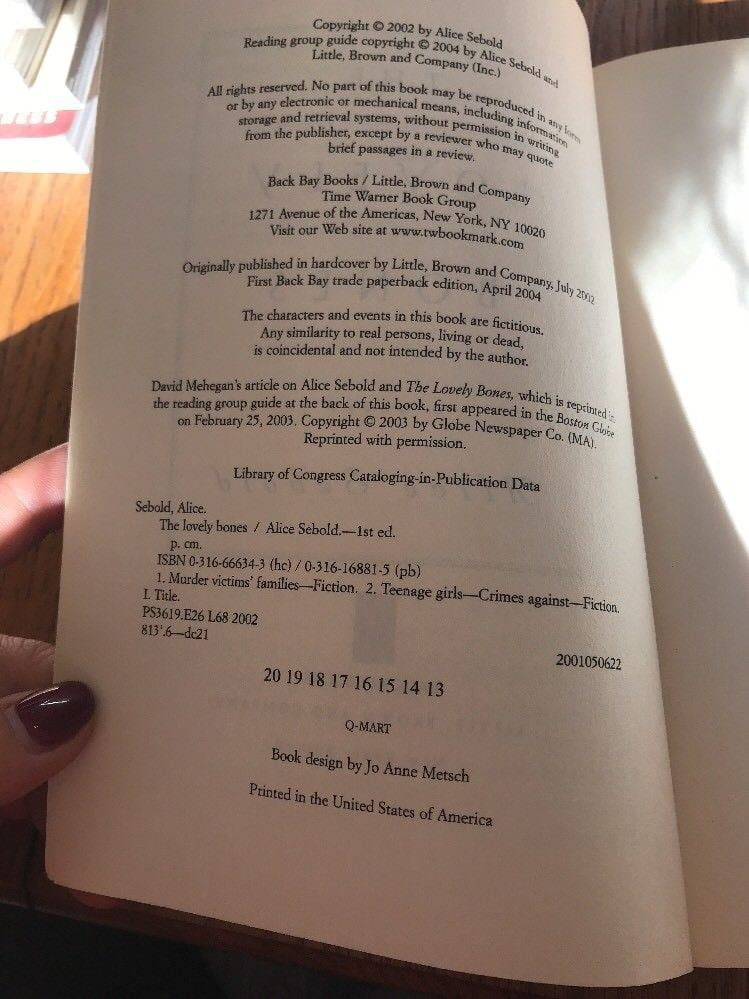 Copyright © 2002 by Alice Sebold
Reading group guide copyright © 2004 by Alice Sebold and
Little, Brown and Company (Inc.)
All rights reserved. No part of this book may be reproduced in any form
or by any electronic or mechanical means, including information
storage and retrieval systems, without permission in writing
from the publisher, except by a reviewer who may quote
brief passages in a review.
Back Bay Books / Little, Brown and Company
Time Warner Book Group
1271 Avenue of the Americas, New York, NY 10020
Visit our Web site at www.twbookmark.com
Originally published in hardcover by Little, Brown and Company, July 2002
First Back Bay trade paperback edition, April 2004
The characters and events in this book are fictitious.
Any similarity to real persons, living or dead,
is coincidental and not intended by the author.
David Mehegan's article on Alice Sebold and The Lovely Bones, which is reprinted in
the reading group guide at the back of this book, first appeared in the Boston Globe
on February 25, 2003. Copyright © 2003 by Globe Newspaper Co. (MA).
Reprinted with permission.
Library of Congress Cataloging-in-Publication Data
Sebold, Alice.
The lovely bones / Alice Sebold.—1st ed.
p. cm.
ISBN 0-316-66634-3 (hc) / 0-316-16881-5 (pb)
1. Murder victims' families—Fiction. 2. Teenage girls—Crimes against—Fiction.
I. Title.
PS3619.E26 L68 2002
813'.6—dc21
2001050622
20 19 18 17 16 15 14 13
Q-MART
Book design by Jo Anne Metsch
Printed in the United States of America